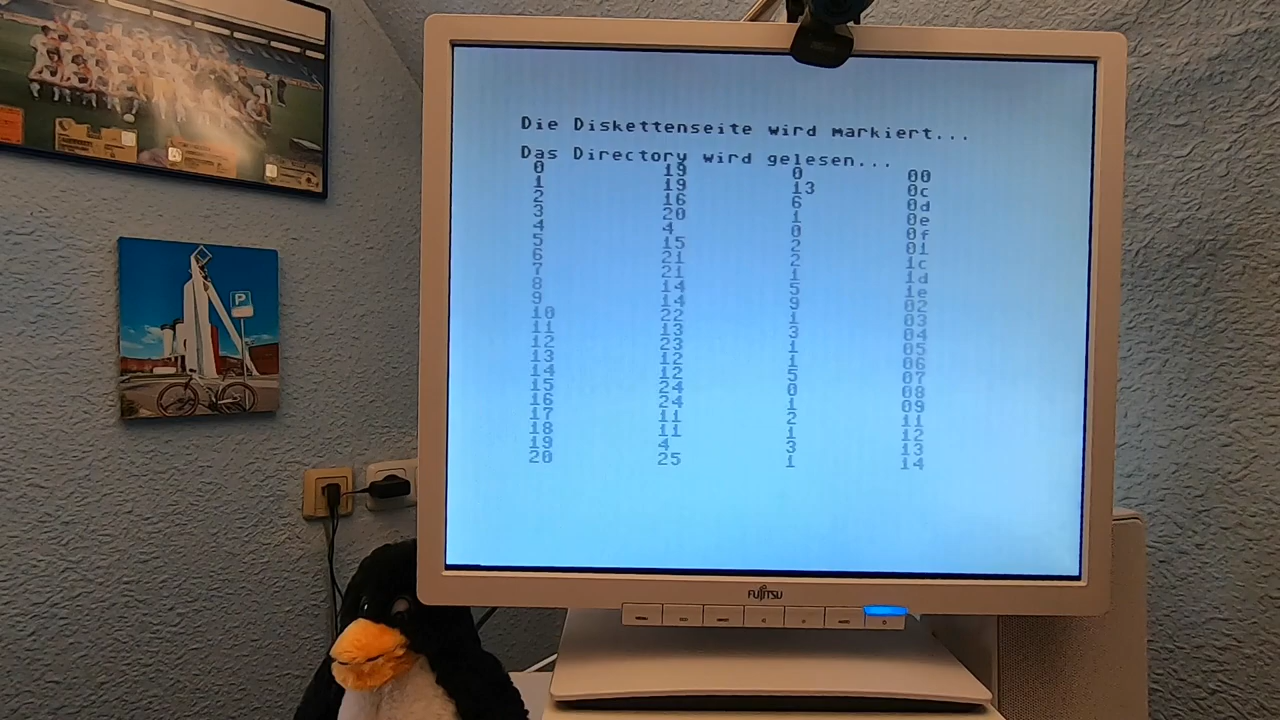 Die Diskettenseite wird markiert...
Das Directory wird gelesen...
0 19 0 00
1 19 13 0c
2 16 6 0d
3 20 1 0e
4 4 0 0f
5 15 2 01
6 21 2 1c
7 21 1 1d
8 14 5 1e
9 14 9 02
10 22 1 03
11 13 3 04
12 23 1 05
13 12 1 06
14 12 5 07
15 24 0 08
16 24 1 09
17 11 2 11
18 11 1 12
19 4 3 13
20 25 1 14
P
FUJITSU